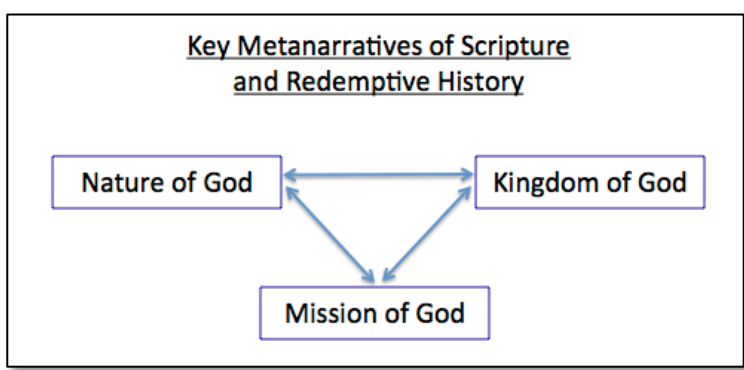 Key Metanarratives of Scripture
and Redemptive History
Nature of God
Kingdom of God
Mission of God